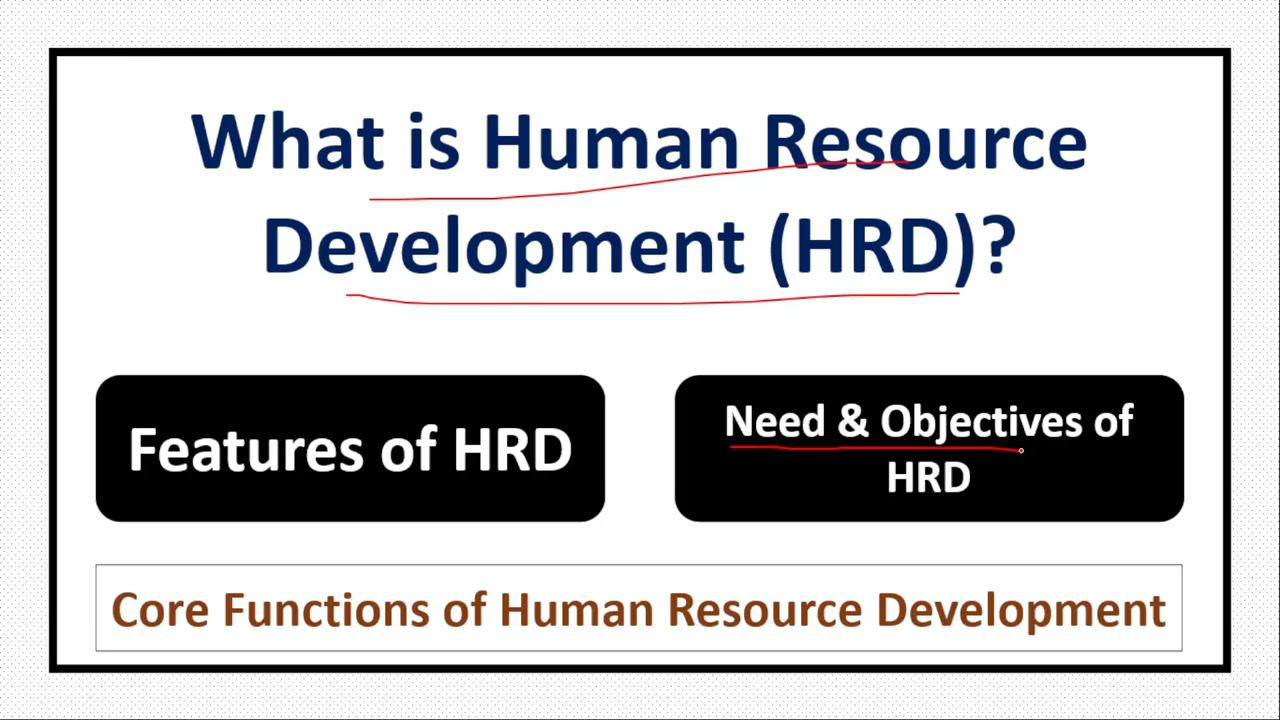 What is Human Resource
Development (HRD)?
Features of HRD
Need & Objectives of
HRD
Core Functions of Human Resource Development